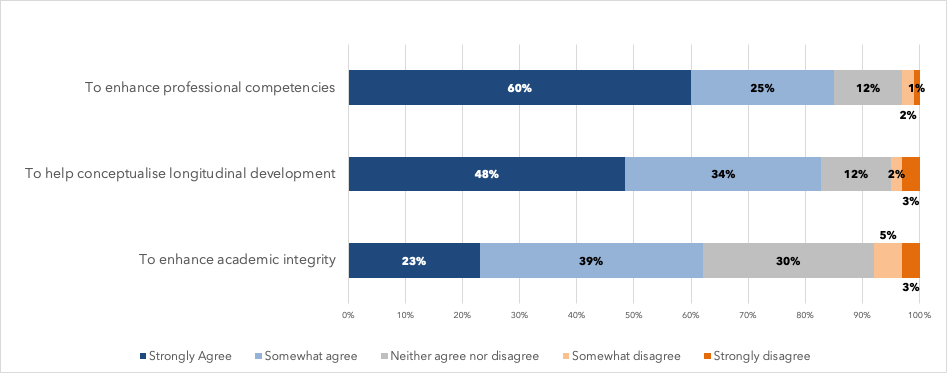 To enhance professional competencies
60% 25% 12% 1%
2%
To help conceptualise longitudinal development
48% 34% 12% 2%
3%
5%
To enhance academic integrity
23% 39% 30%
3%
0% 10% 20% 30% 40% 50% 60% 70% 80% 90% 100%
Strongly Agree Somewhat agree Neither agree nor disagree Somewhat disagree Strongly disagree